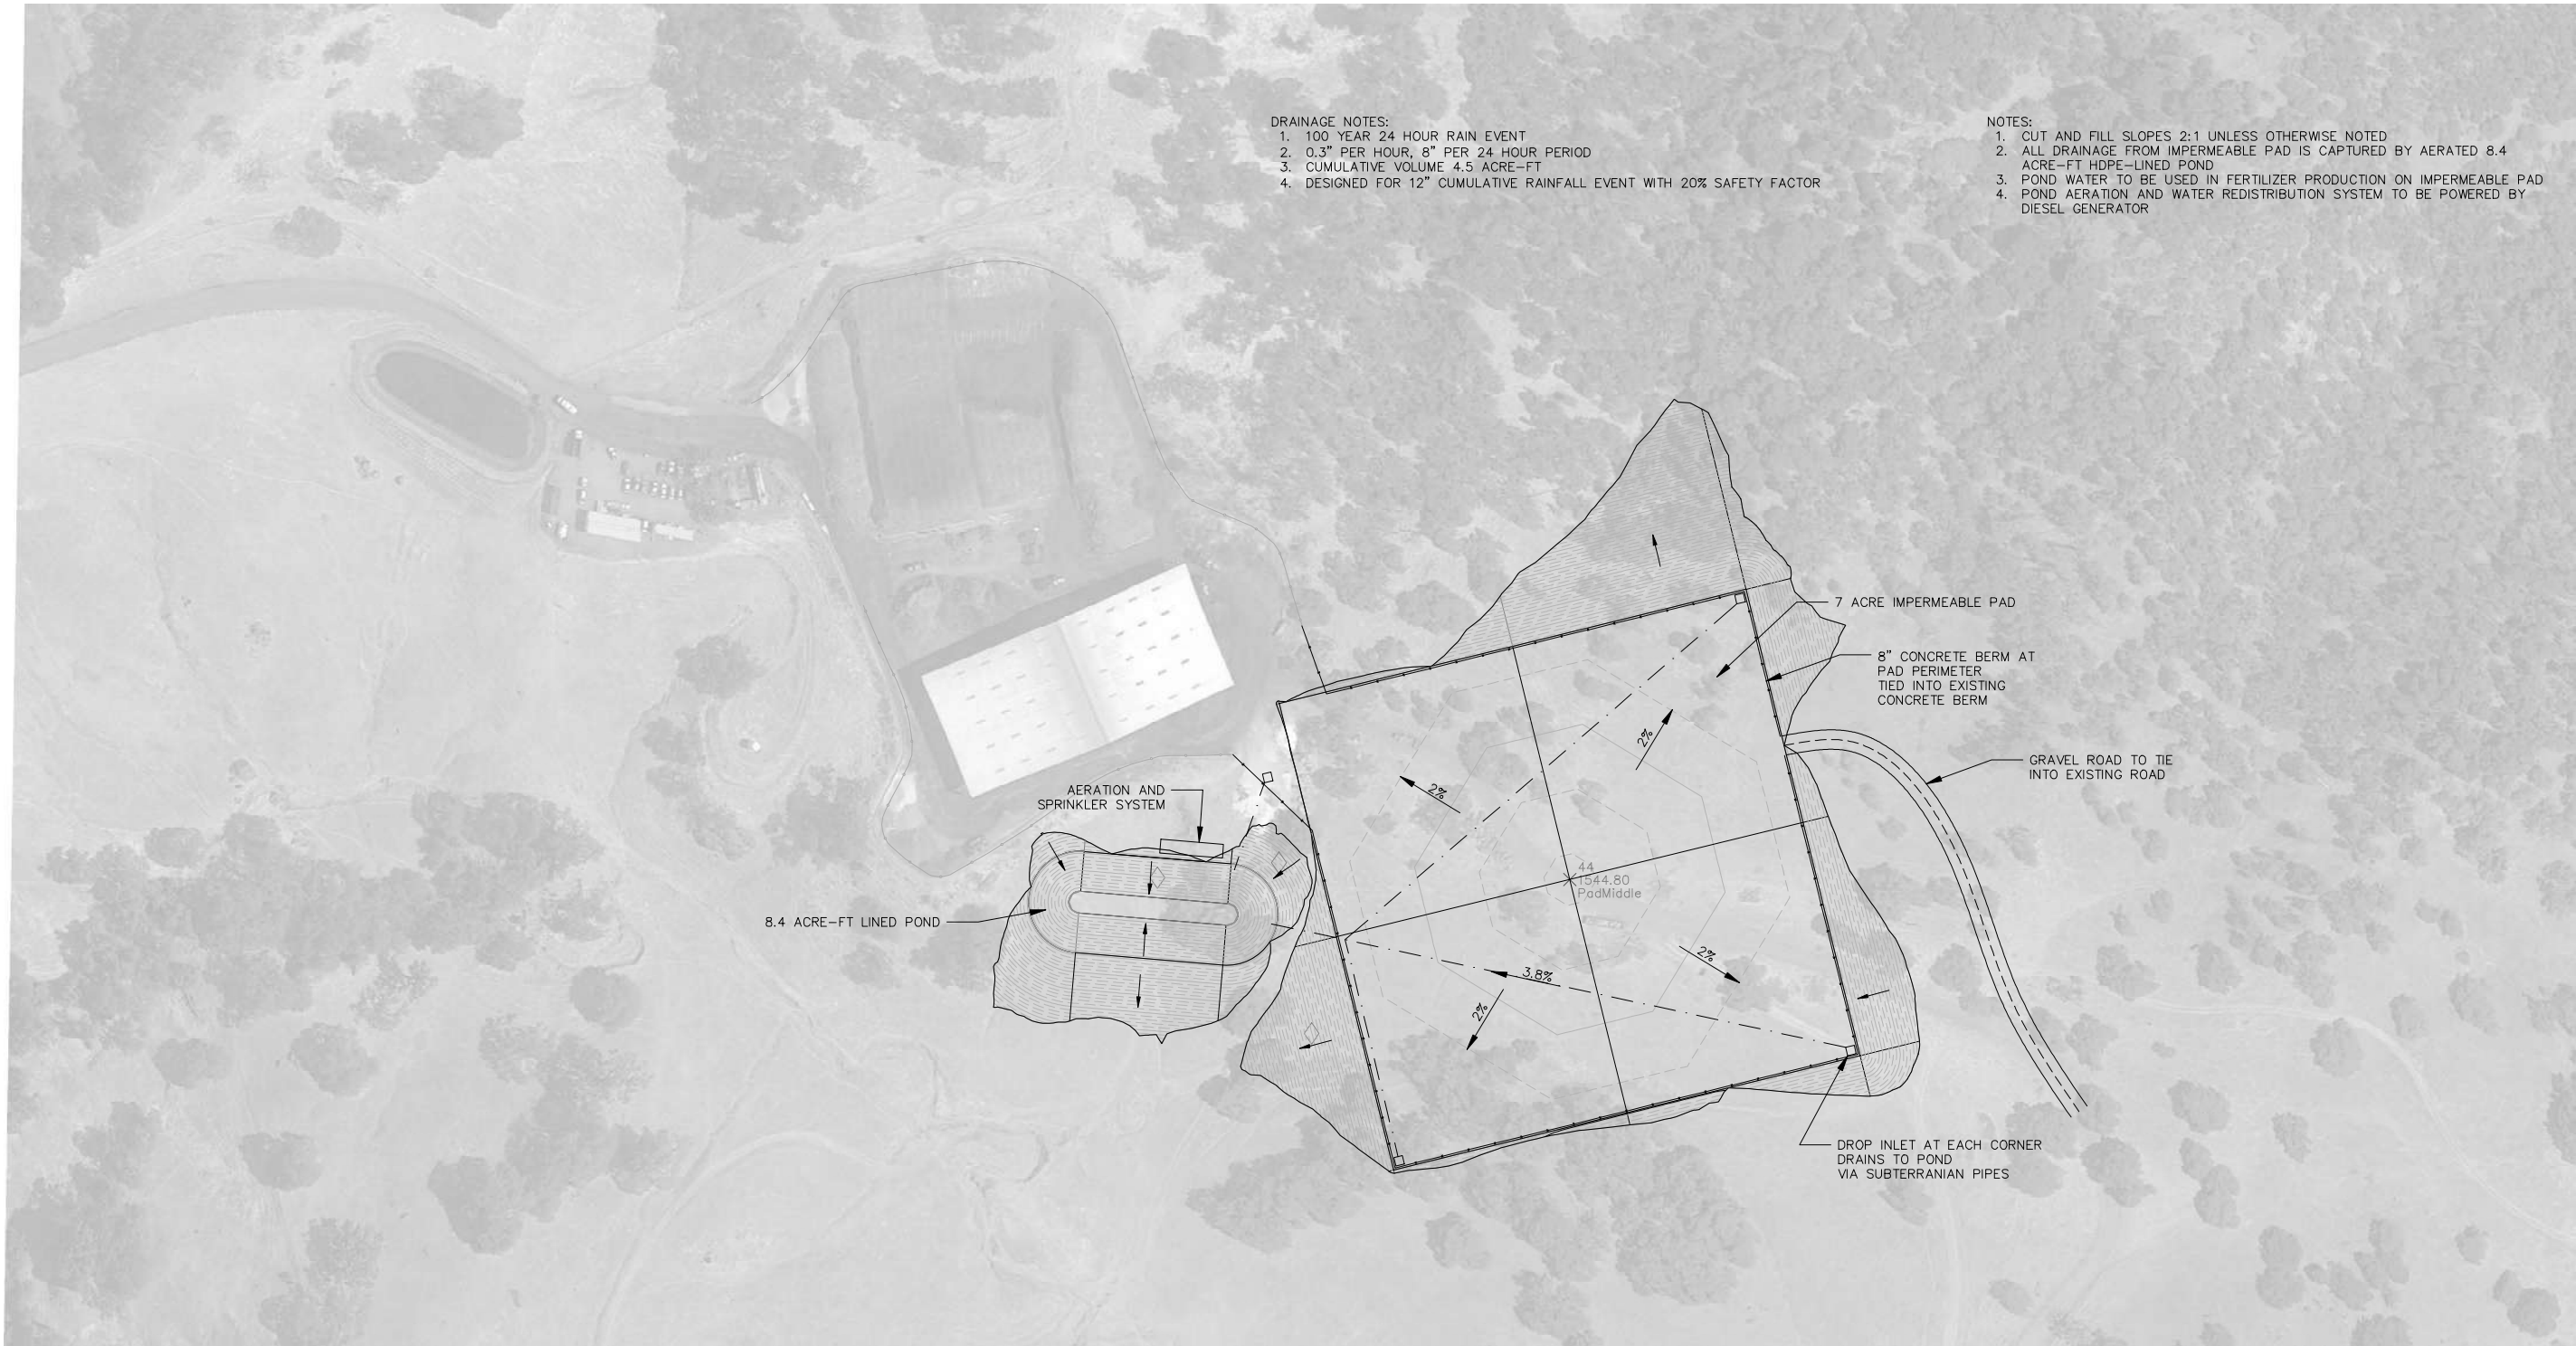 DRAINAGE NOTES:
1. 100 YEAR 24 HOUR RAIN EVENT
2. 0.3" PER HOUR, 8" PER 24 HOUR PERIOD
3. CUMULATIVE VOLUME 4.5 ACRE-FT
4. DESIGNED FOR 12" CUMULATIVE RAINFALL EVENT WITH 20% SAFETY FACTOR
NOTES:
1. CUT AND FILL SLOPES 2:1 UNLESS OTHERWISE NOTED
2. ALL DRAINAGE FROM IMPERMEABLE PAD IS CAPTURED BY AERATED 8.4
ACRE-FT HDPE-LINED POND
3. POND WATER TO BE USED IN FERTILIZER PRODUCTION ON IMPERMEABLE PAD
4. POND AERATION AND WATER REDISTRIBUTION SYSTEM TO BE POWERED BY
DIESEL GENERATOR
7 ACRE IMPERMEABLE PAD
8" CONCRETE BERM AT
PAD PERIMETER
TIED INTO EXISTING
CONCRETE BERM
2%
GRAVEL ROAD TO TIE
INTO EXISTING ROAD
2%
AERATION AND
SPRINKLER SYSTEM
44
1544.80
PadMiddle
8.4 ACRE-FT LINED POND
2%
3.8%
2%
DROP INLET AT EACH CORNER
DRAINS TO POND
VIA SUBTERRANIAN PIPES